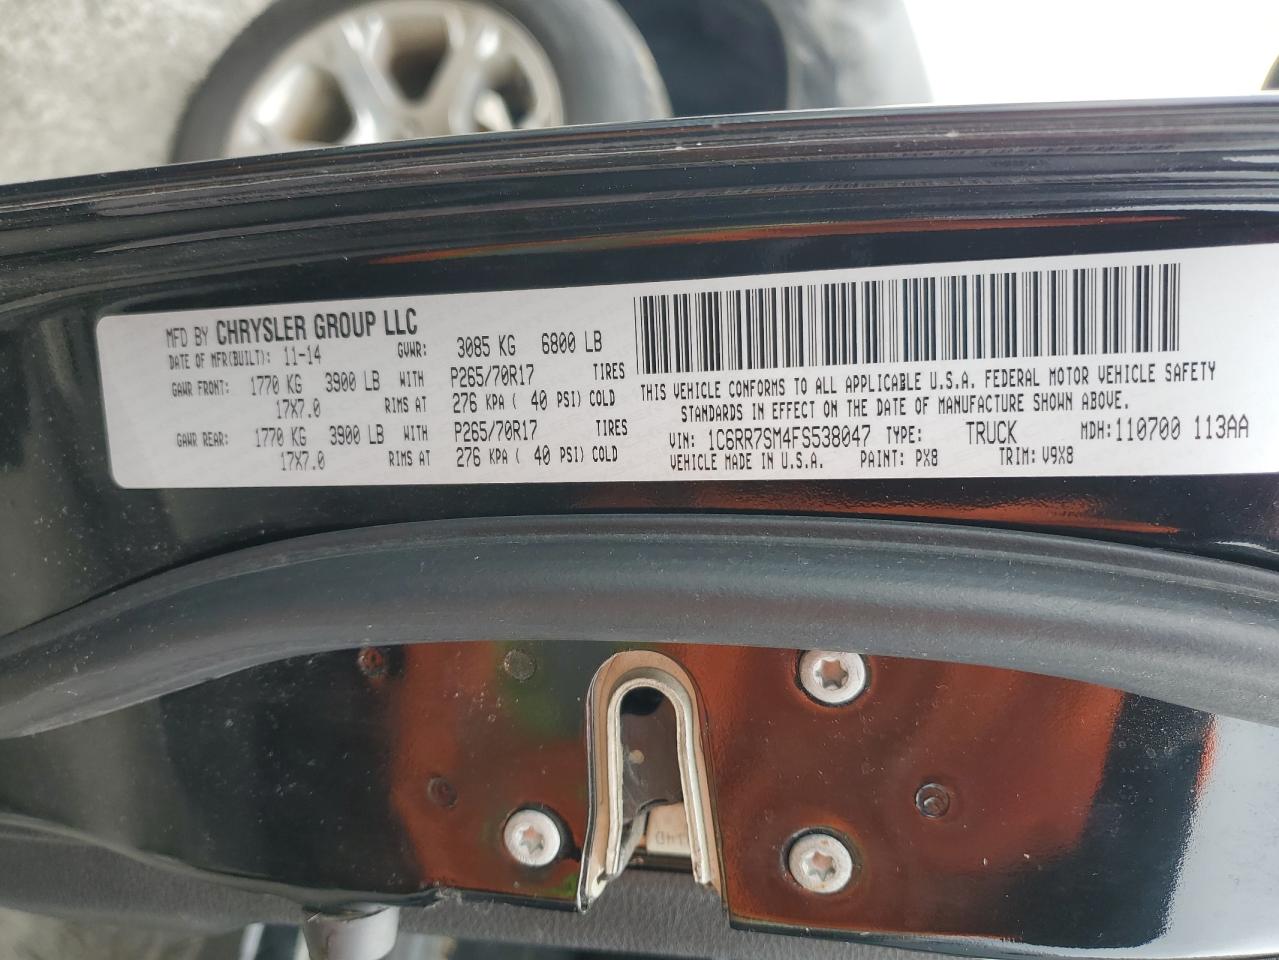 MFD BY CHRYSLER GROUP LLC
DATE OF MFR(BUILT): 11-14 GVWR: 3085 KG 6800 LB
GAWR FRONT: 1770 KG 3900 LB WITH P265/70R17 TIRES
17X7.0 RIMS AT 276 KPA ( 40 PSI) COLD
GAWR REAR: 1770 KG 3900 LB WITH P265/70R17 TIRES
17X7.0 RIMS AT 276 KPA ( 40 PSI) COLD
THIS VEHICLE CONFORMS TO ALL APPLICABLE U.S.A. FEDERAL MOTOR VEHICLE SAFETY
STANDARDS IN EFFECT ON THE DATE OF MANUFACTURE SHOWN ABOVE.
VIN: 1C6RR7SM4FS538047 TYPE: TRUCK MDH: 110700 113AA
VEHICLE MADE IN U.S.A. PAINT: PX8 TRIM: V9X8